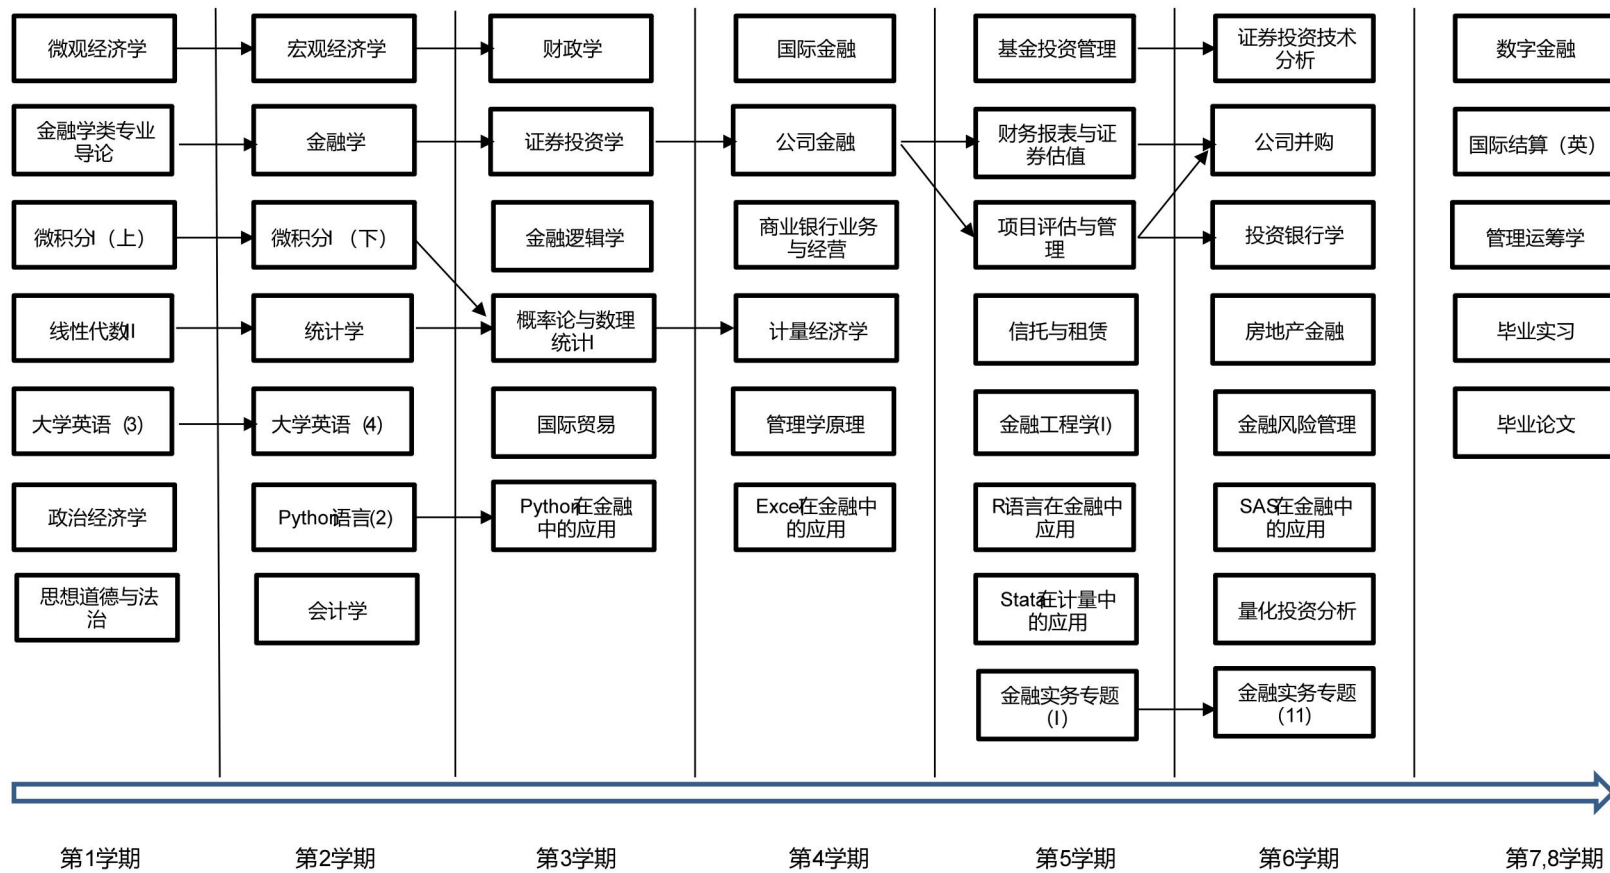 微观经济学
宏观经济学
财政学
国际金融
基金投资管理
证券投资技术
分析
数字金融
金融学类专业
导论
金融学
证券投资学
公司金融
财务报表与证
券估值
公司并购
国际结算（英）
微积分I（上）
微积分I （下）
金融逻辑学
商业银行业务
与经营
项目评估与管
理
投资银行学
管理运筹学
线性代数II
统计学
概率论与数理
统计I
计量经济学
信托与租赁
房地产金融
毕业实习
大学英语（3）
大学英语（4）
国际贸易
管理学原理
金融工程学(I)
金融风险管理
毕业论文
政治经济学
Python语言(2)
Python在金融
中的应用
Excel在金融中
的应用
R语言在金融中
应用
SAS在金融中
的应用
思想道德与法
治
会计学
Stata在计量中
的应用
量化投资分析
金融实务专题
（I）
金融实务专题
（11）
第1学期
第2学期
第3学期
第4学期
第5学期
第6学期
第7,8学期